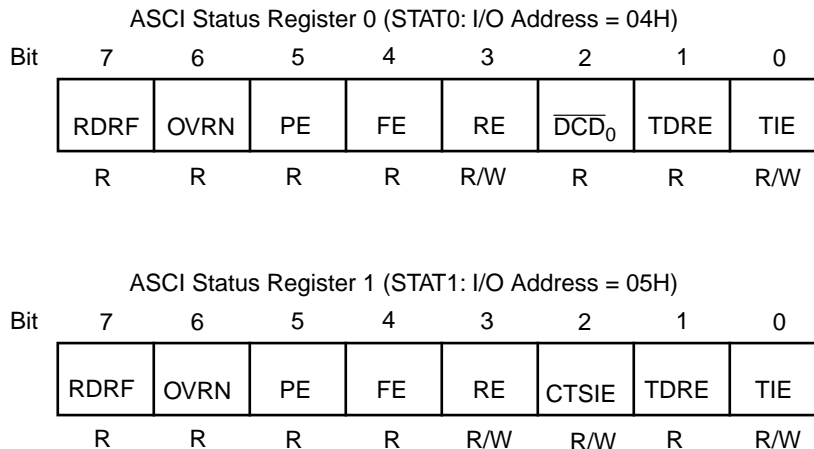 ASCI Status Register 0 (STAT0: I/O Address = 04H)
Bit 7 6 5 4 3 2 1 0
RDRF OVRN PE FE RE D̅C̅D̅₀ TDRE TIE
R R R R R/W R R R/W
ASCI Status Register 1 (STAT1: I/O Address = 05H)
Bit 7 6 5 4 3 2 1 0
RDRF OVRN PE FE RE CTSIE TDRE TIE
R R R R R/W R/W R R/W